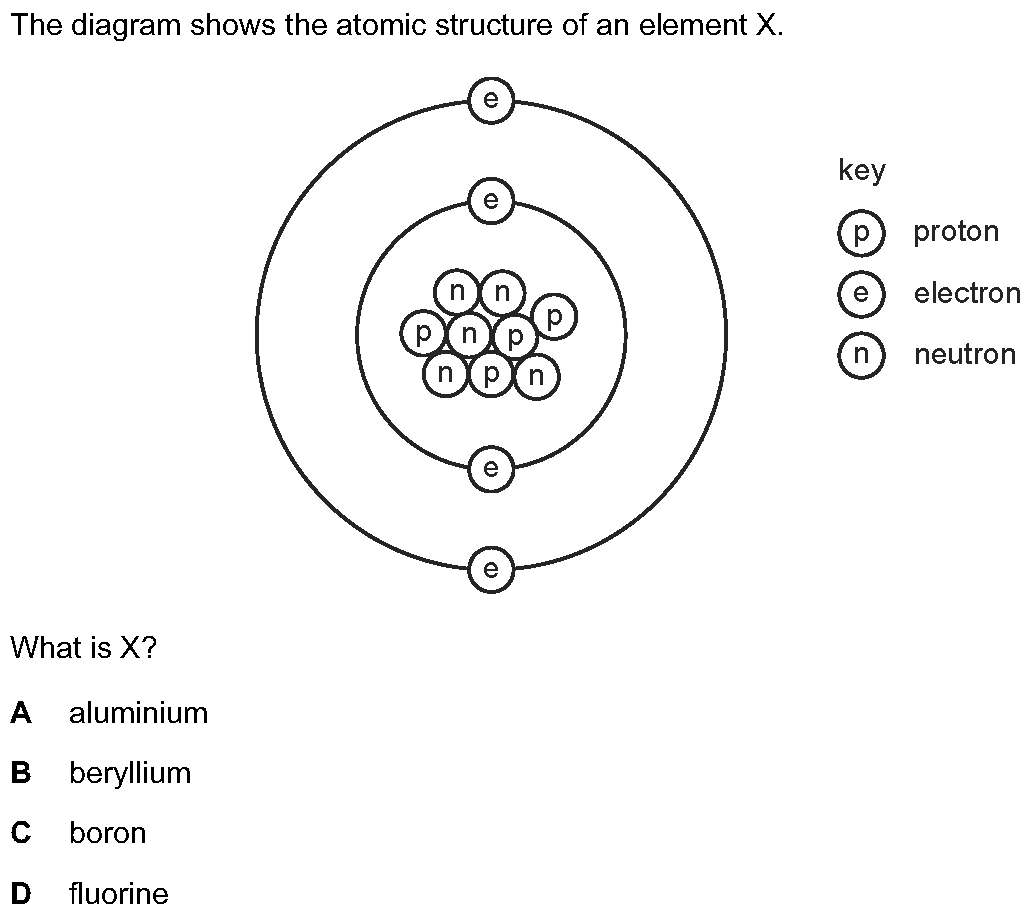 The diagram shows the atomic structure of an element X.
e
e
key
p proton
n n
p
e electron
p n p
n neutron
n p n
e
e
What is X?
A aluminium
B beryllium
C boron
D fluorine